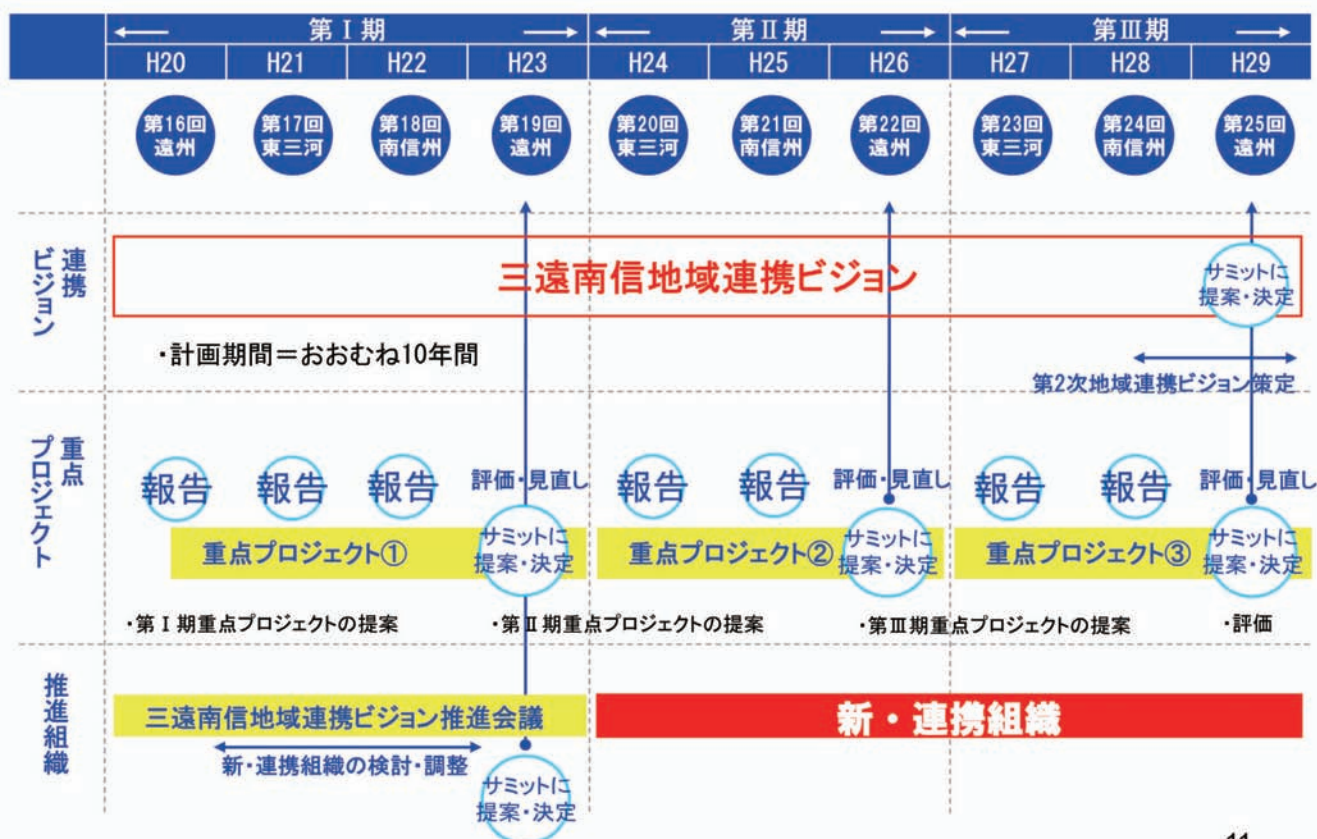 第Ⅰ期
第Ⅱ期
第Ⅲ期
H20 H21 H22 H23 H24 H25 H26 H27 H28 H29
第16回 第17回 第18回 第19回 第20回 第21回 第22回 第23回 第24回 第25回
遠州 東三河 南信州 遠州 東三河 南信州 遠州 東三河 南信州 遠州
連携
ビジョン
三遠南信地域連携ビジョン
サミットに
提案・決定
・計画期間=おおむね10年間
第2次地域連携ビジョン策定
重点
プロジェクト
報告 報告 報告 評価・見直し 報告 報告 評価・見直し 報告 報告 評価・見直し
重点プロジェクト①
サミットに
提案・決定
重点プロジェクト②
サミットに
提案・決定
重点プロジェクト③
サミットに
提案・決定
・第Ⅰ期重点プロジェクトの提案
・第Ⅱ期重点プロジェクトの提案
・第Ⅲ期重点プロジェクトの提案
・評価
推進組織
三遠南信地域連携ビジョン推進会議
新・連携組織
新・連携組織の検討・調整
サミットに
提案・決定